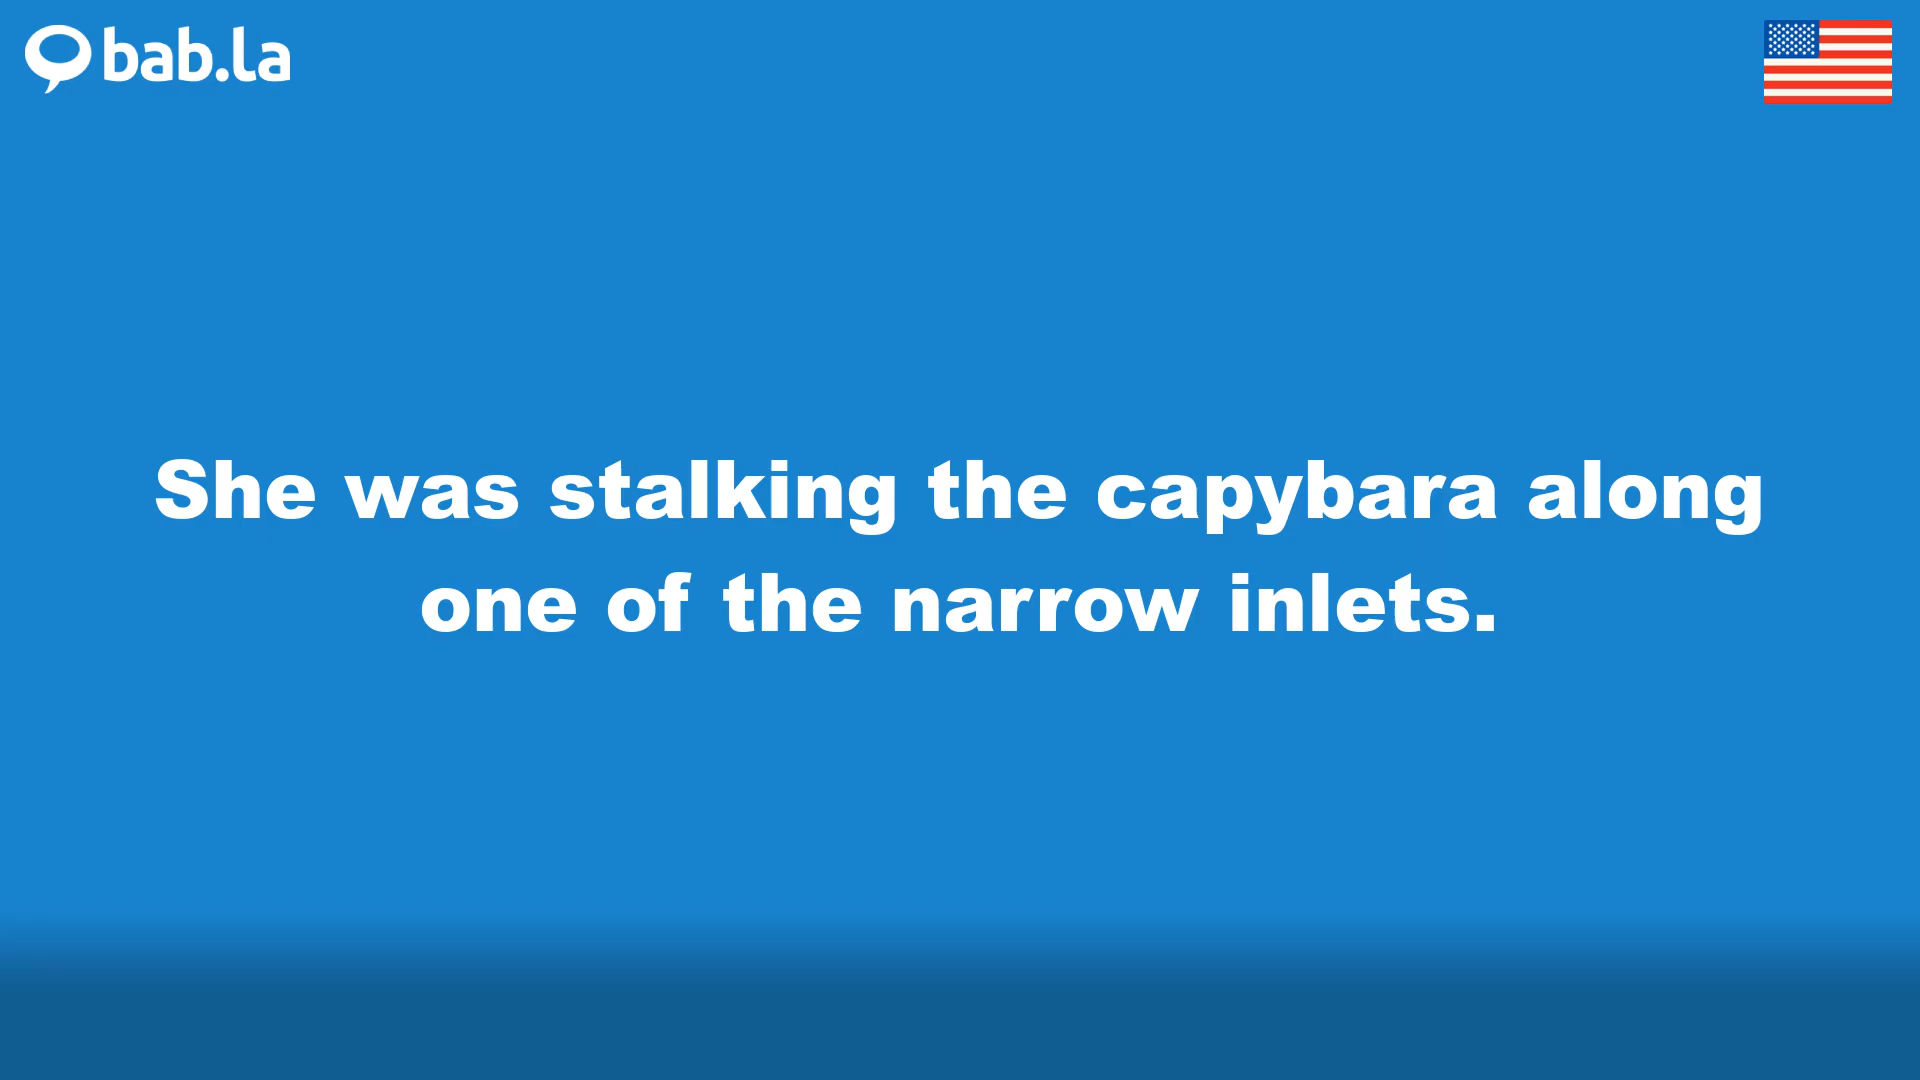 bab.la
She was stalking the capybara along
one of the narrow inlets.